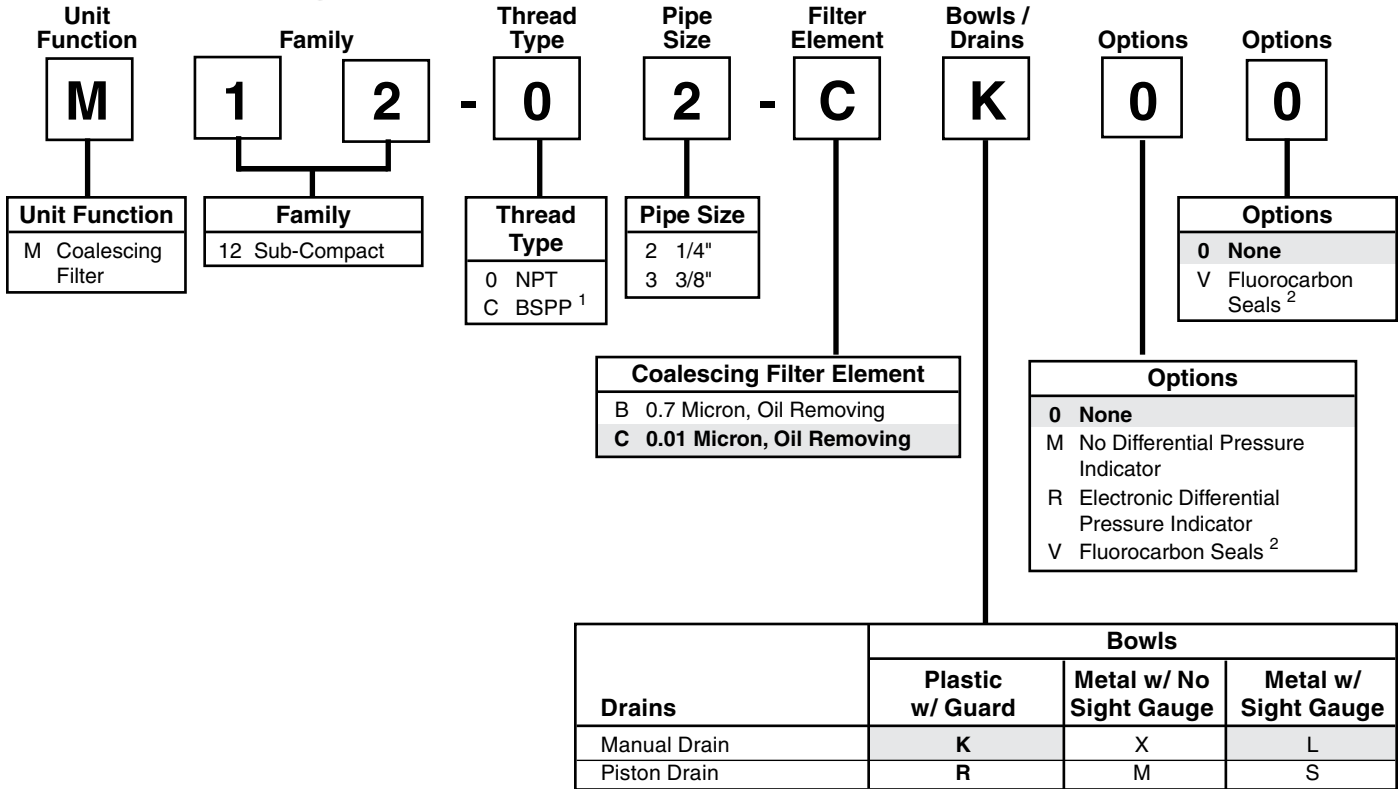 Unit Function
Family
Thread Type
Pipe Size
Filter Element
Bowls / Drains
Options
Options
M 1 2 - 0 2 - C K 0 0
Unit Function
M Coalescing
Filter
Family
12 Sub-Compact
Thread
Type
0 NPT
C BSPP 1
Pipe Size
2 1/4"
3 3/8"
Options
0 None
V Fluorocarbon
Seals 2
Coalescing Filter Element
B 0.7 Micron, Oil Removing
C 0.01 Micron, Oil Removing
Options
0 None
M No Differential Pressure
Indicator
R Electronic Differential
Pressure Indicator
V Fluorocarbon Seals 2
Bowls
Drains
Plastic
w/ Guard
Metal w/ No
Sight Gauge
Metal w/
Sight Gauge
Manual Drain K X L
Piston Drain R M S